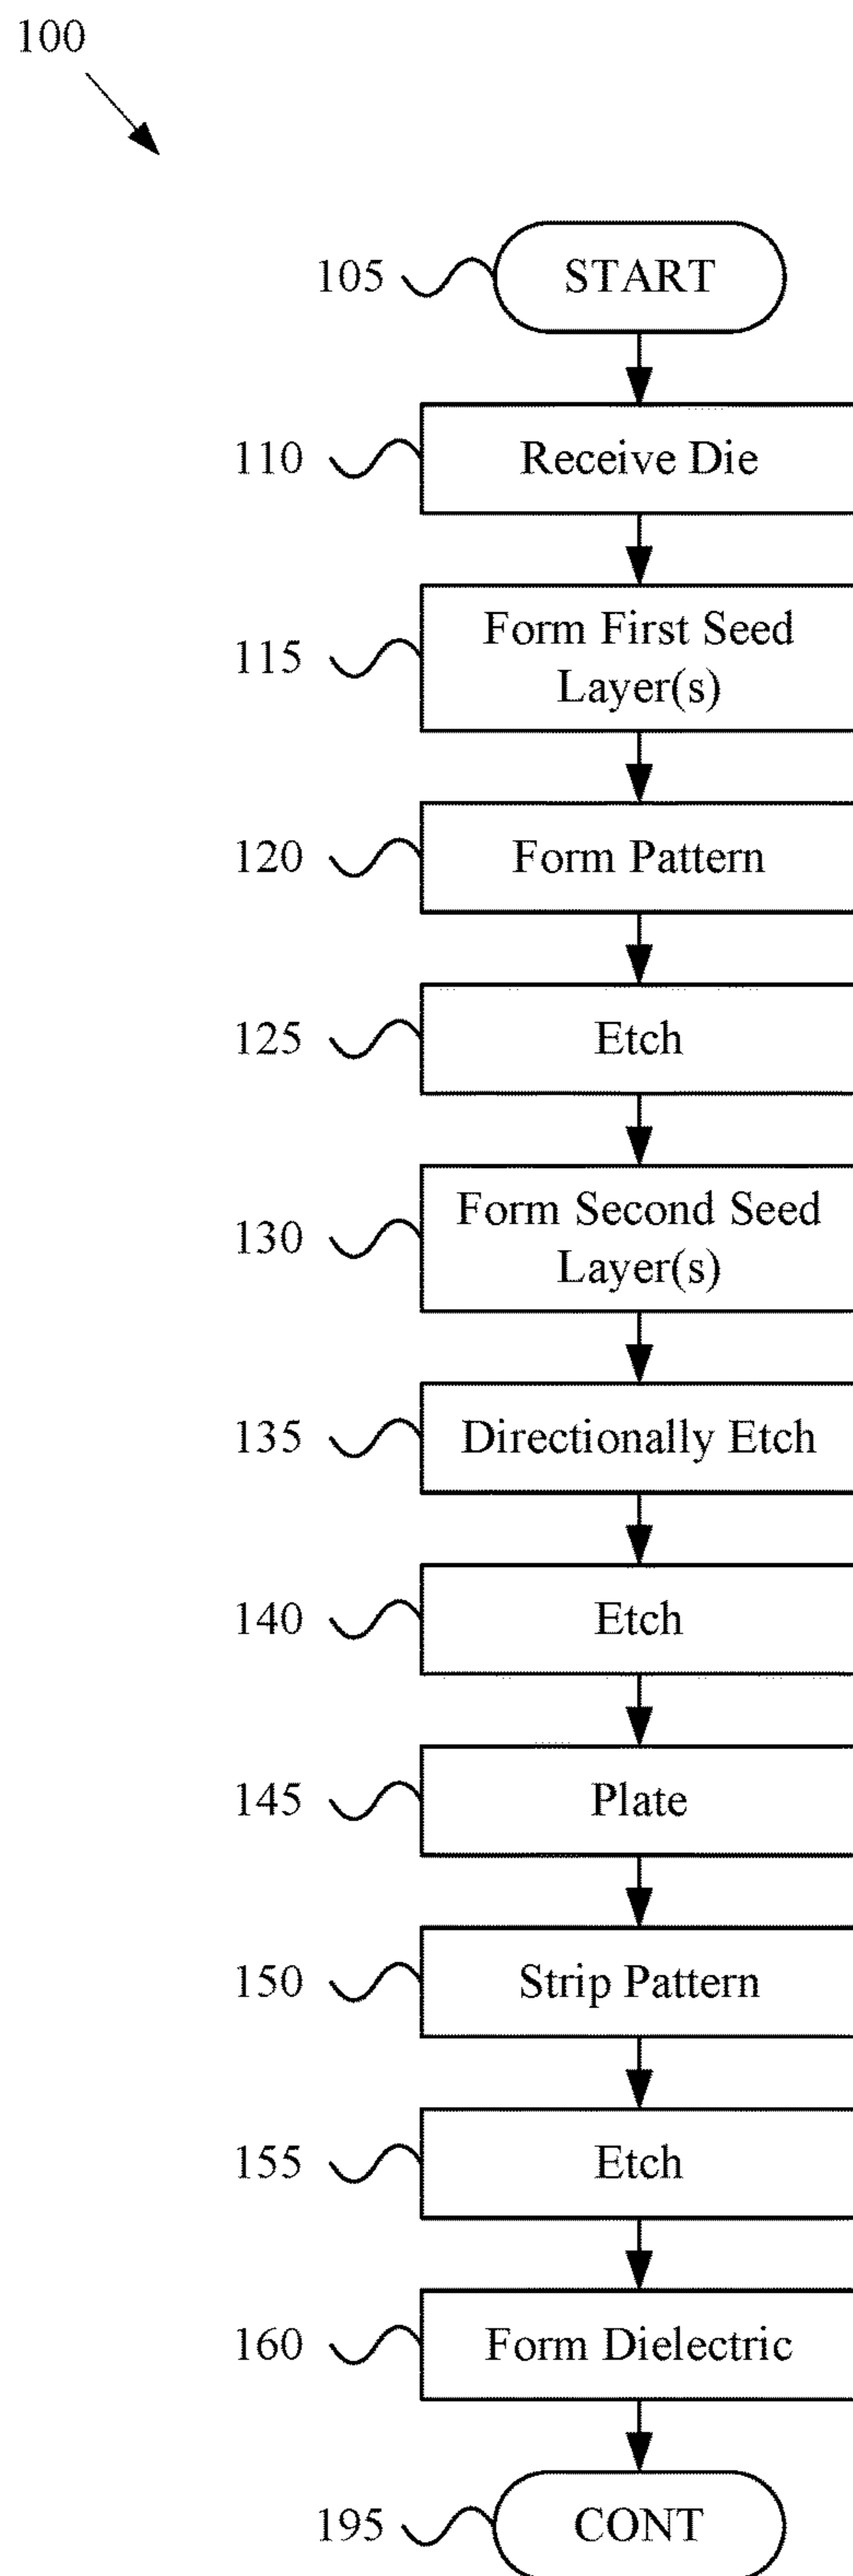 100
105 START
110 Receive Die
115 Form First Seed
Layer(s)
120 Form Pattern
125 Etch
130 Form Second Seed
Layer(s)
135 Directionally Etch
140 Etch
145 Plate
150 Strip Pattern
155 Etch
160 Form Dielectric
195 CONT